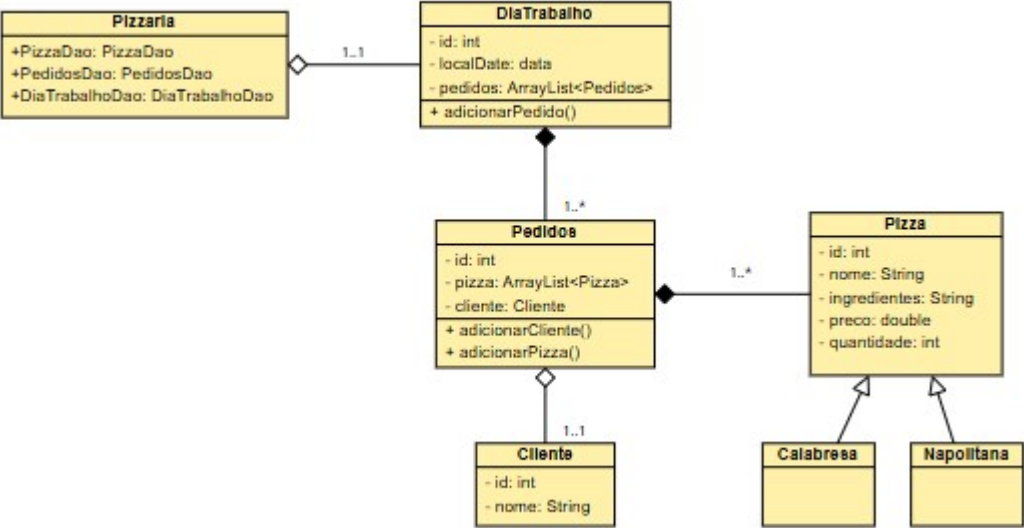 Pizzaria
+PizzaDao: PizzaDao
+PedidosDao: PedidosDao
+DiaTrabalhoDao: DiaTrabalhoDao
1..1
DiaTrabalho
- id: int
- localDate: data
- pedidos: ArrayList<Pedidos>
+ adicionarPedido()
1..*
Pedidos
- id: int
- pizza: ArrayList<Pizza>
- cliente: Cliente
+ adicionarCliente()
+ adicionarPizza()
1..*
Pizza
- id: int
- nome: String
- ingredientes: String
- preco: double
- quantidade: int
1..1
Cliente
- id: int
- nome: String
Calabresa
Napolitana